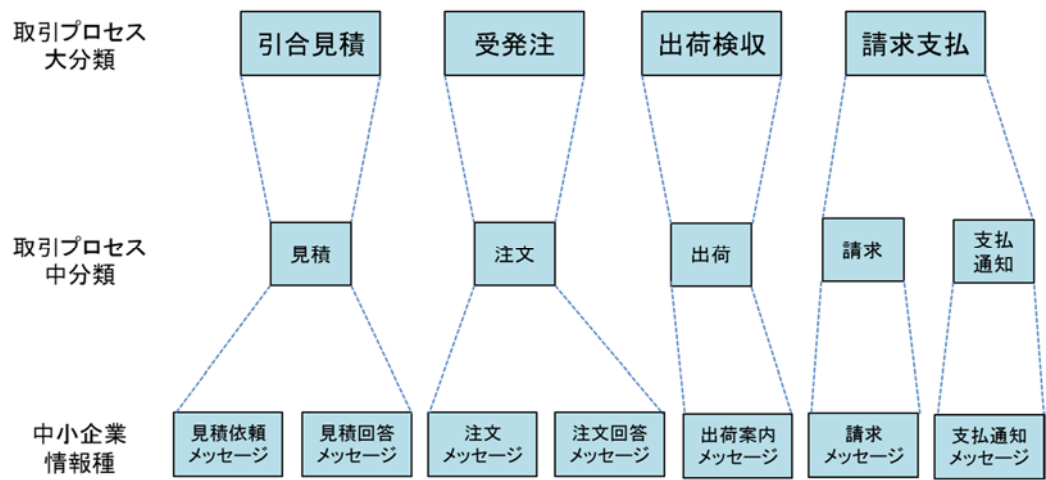 取引プロセス
大分類
引合見積
受発注
出荷検収
請求支払
取引プロセス
中分類
見積
注文
出荷
請求
支払
通知
中小企業
情報種
見積依頼
メッセージ
見積回答
メッセージ
注文
メッセージ
注文回答
メッセージ
出荷案内
メッセージ
請求
メッセージ
支払通知
メッセージ